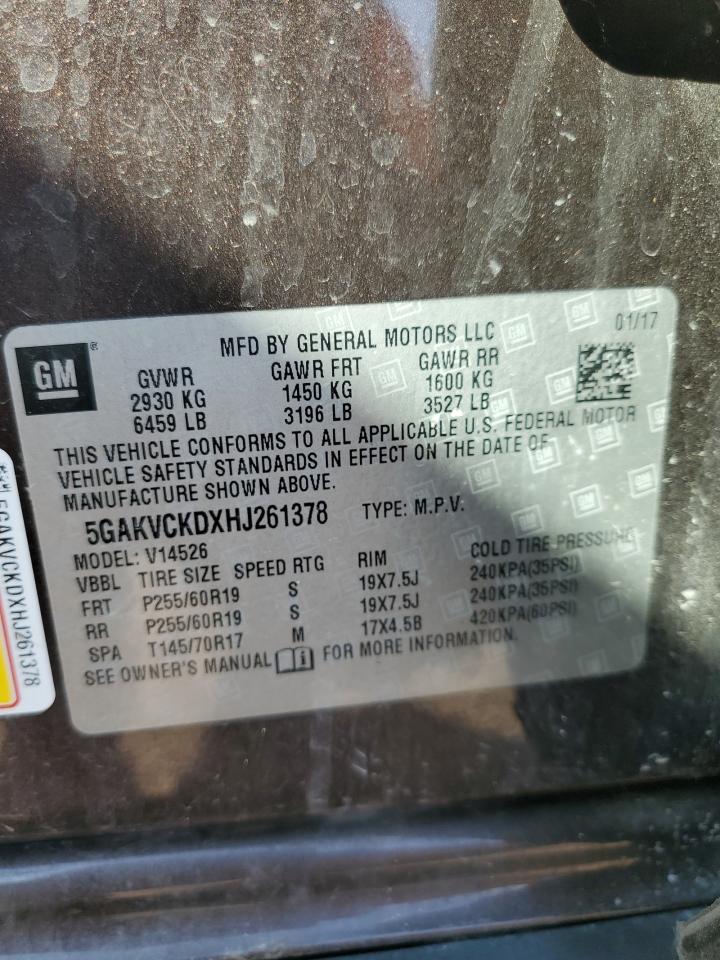 GM
MFD BY GENERAL MOTORS LLC
01/17
GVWR GAWR FRT GAWR RR
2930 KG 1450 KG 1600 KG
6459 LB 3196 LB 3527 LB
THIS VEHICLE CONFORMS TO ALL APPLICABLE U.S. FEDERAL MOTOR
VEHICLE SAFETY STANDARDS IN EFFECT ON THE DATE OF
MANUFACTURE SHOWN ABOVE.
5GAKVCKDXHJ261378 TYPE: M.P.V.
MODEL: V14526
VBBL TIRE SIZE SPEED RTG RIM COLD TIRE PRESSURE
FRT P255/60R19 S 19X7.5J 240KPA(35PSI)
RR P255/60R19 S 19X7.5J 240KPA(35PSI)
SPA T145/70R17 M 17X4.5B 420KPA(60PSI)
SEE OWNER'S MANUAL FOR MORE INFORMATION.
5GAKVCKDXHJ261378